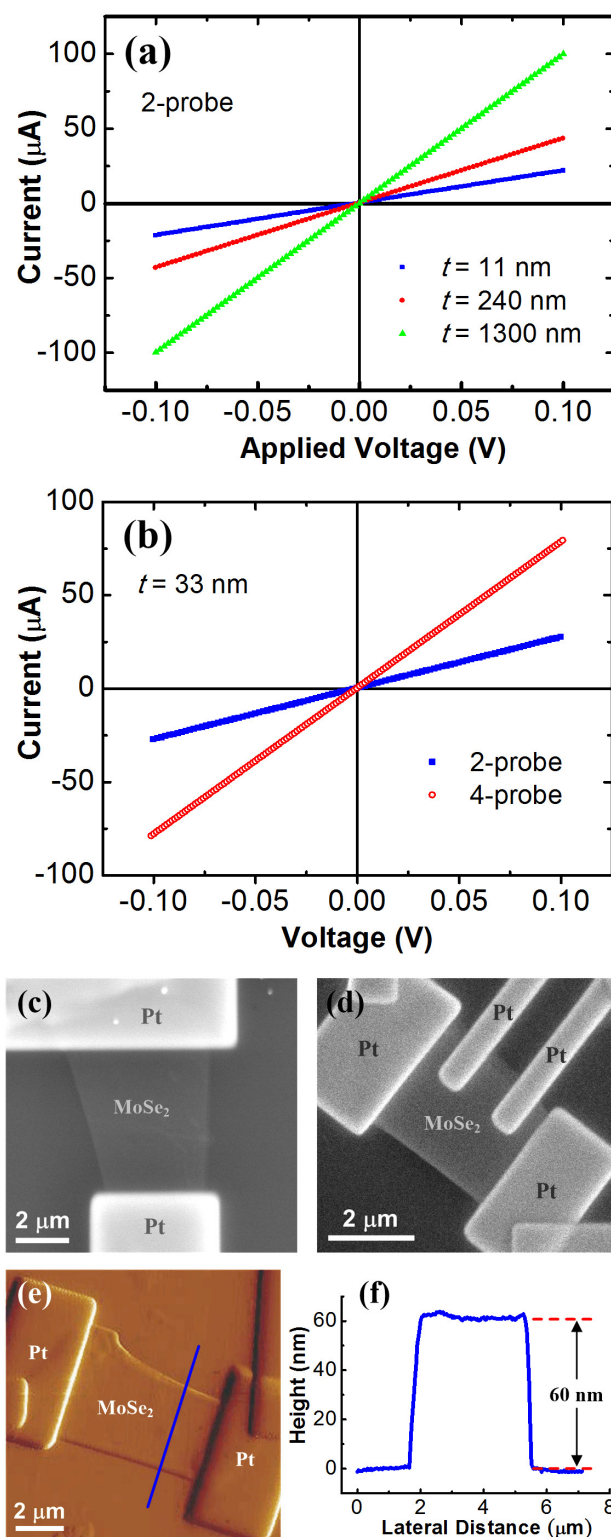 (a)
2-probe
Current (μA)
100
50
0
-50
-100
t = 11 nm
t = 240 nm
t = 1300 nm
-0.10 -0.05 0.00 0.05 0.10
Applied Voltage (V)
(b)
t = 33 nm
Current (μA)
100
50
0
-50
-100
2-probe
4-probe
-0.10 -0.05 0.00 0.05 0.10
Voltage (V)
(c)
Pt
MoSe2
Pt
2 μm
(d)
Pt
Pt
Pt
MoSe2
Pt
2 μm
(e)
Pt
MoSe2
Pt
2 μm
(f)
Height (nm)
80
60
40
20
0
60 nm
0 2 4 6 8
Lateral Distance (μm)